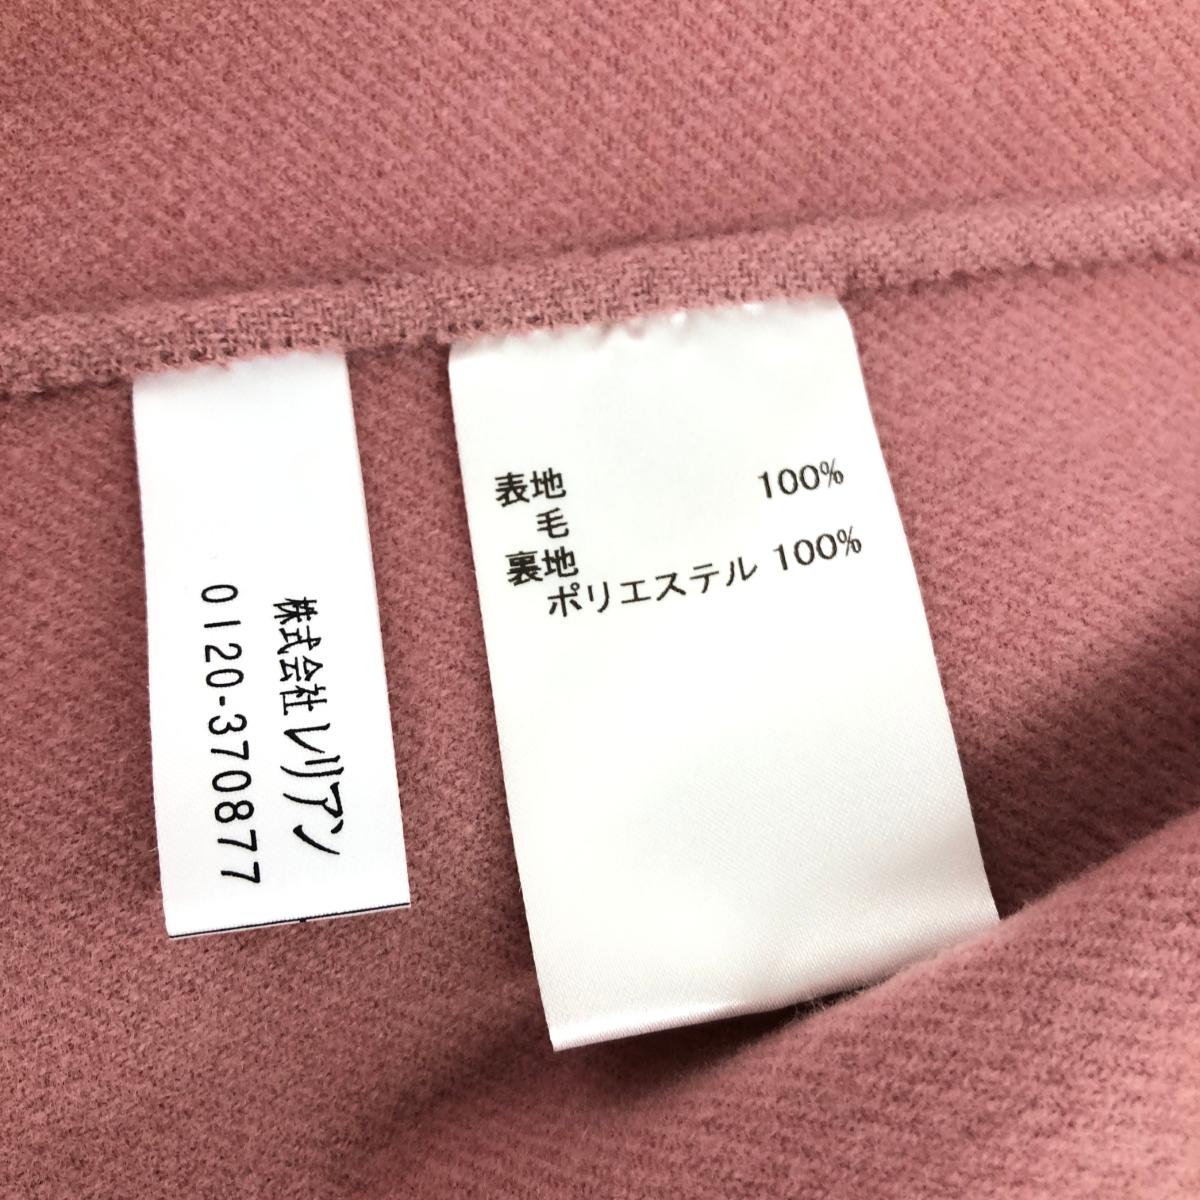 株式会社レリアン
0120-370877
表地
毛 100%
裏地
ポリエステル 100%